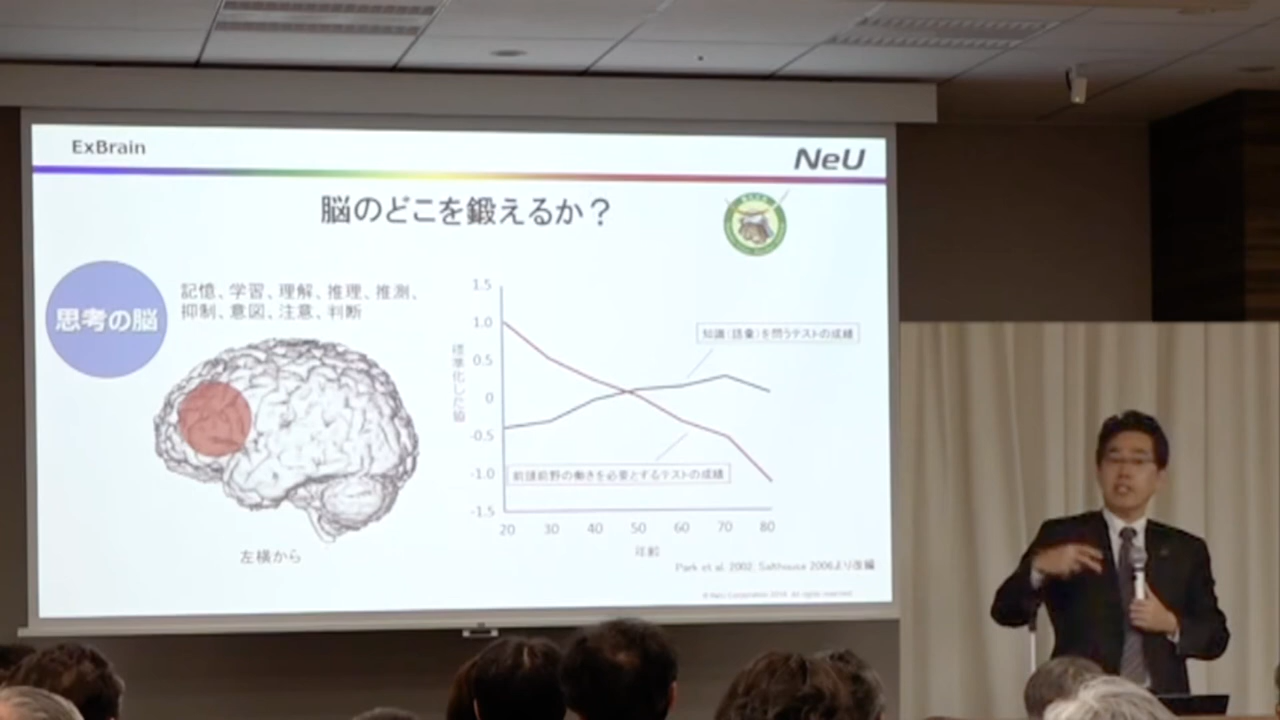 ExBrain
NeU
脳のどこを鍛えるか？
思考の脳
記憶、学習、理解、推理、推測、
抑制、意図、注意、判断
左横から
標準化した値
1.5
1.0
0.5
0
-0.5
-1.0
-1.5
知識（語彙）を問うテストの成績
前頭前野の働きを必要とするテストの成績
20 30 40 50 60 70 80
年齢
Park et al. 2002, Salthouse 2006より改編